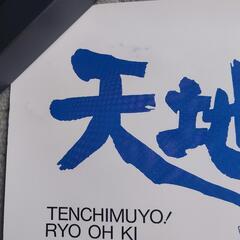 天地
TENCHIMUYO!
RYO OH KI